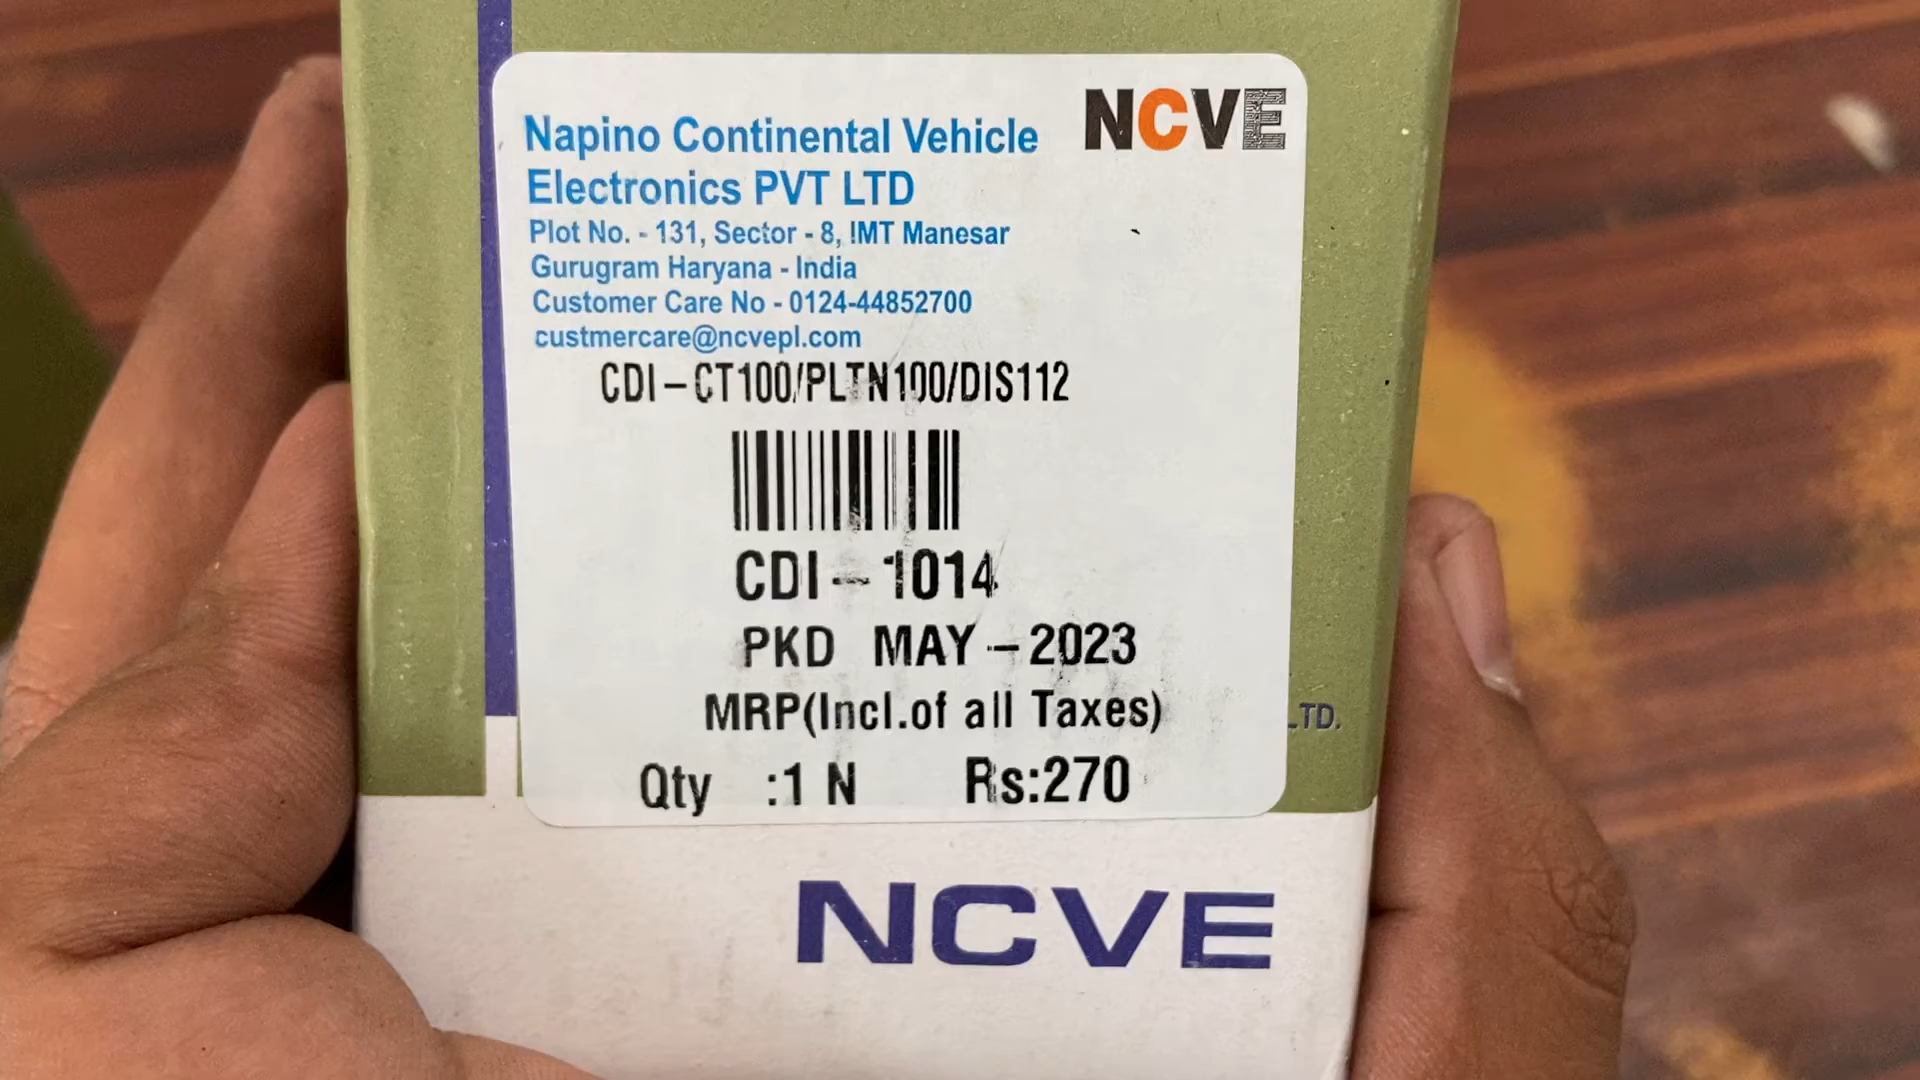 NCVE
Napino Continental Vehicle
Electronics PVT LTD
Plot No. - 131, Sector - 8, IMT Manesar
Gurugram Haryana - India
Customer Care No - 0124-44852700
custmercare@ncvepl.com
CDI-CT100/PLTN100/DIS112
CDI-1014
PKD MAY-2023
MRP(Incl.of all Taxes)
LTD.
Qty :1 N Rs:270
NCVE